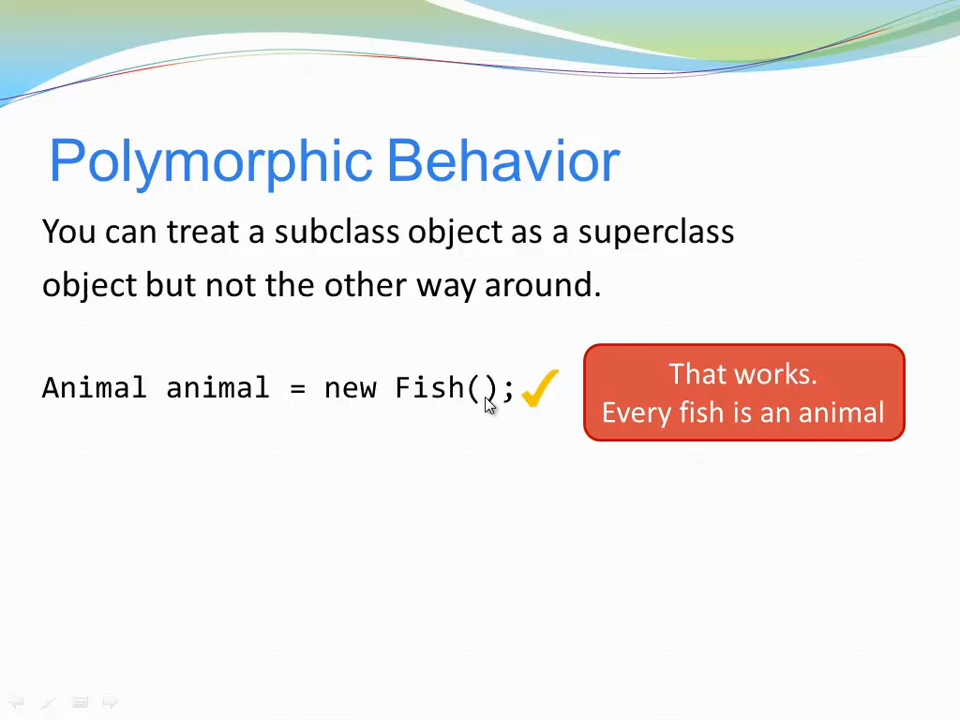 Polymorphic Behavior
You can treat a subclass object as a superclass
object but not the other way around.
Animal animal = new Fish();
That works.
Every fish is an animal